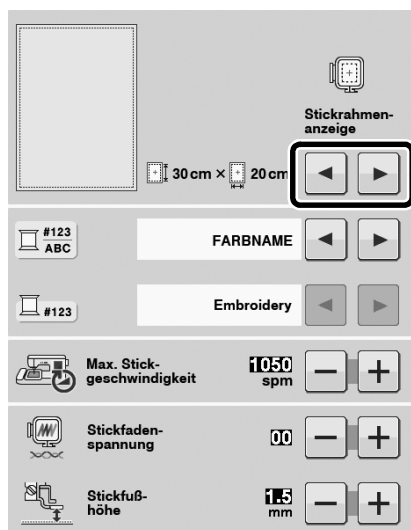 Stickrahmen-
anzeige
30 cm × 20 cm
#123
ABC
FARBNAME
#123
Embroidery
Max. Stick-
geschwindigkeit
1050
spm
Stickfaden-
spannung
00
Stickfuß-
höhe
1.5
mm